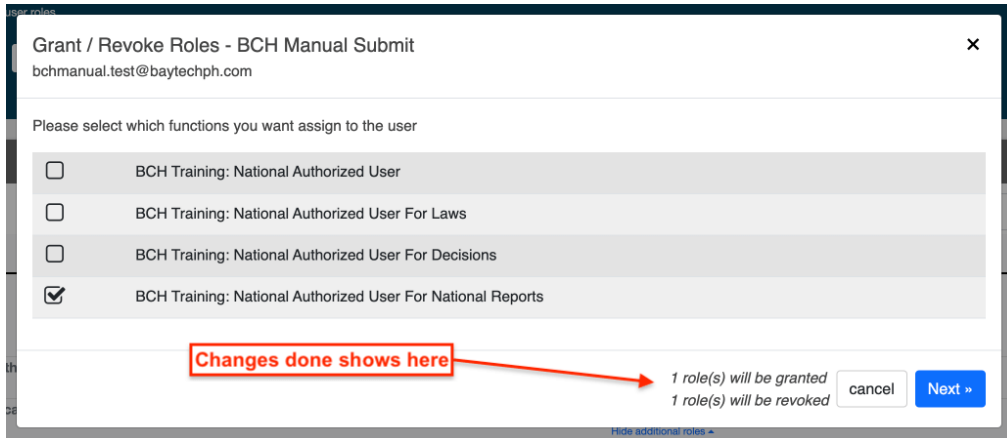 user roles
Grant / Revoke Roles - BCH Manual Submit
×
bchmanual.test@baytechph.com
Please select which functions you want assign to the user
BCH Training: National Authorized User
BCH Training: National Authorized User For Laws
BCH Training: National Authorized User For Decisions
BCH Training: National Authorized User For National Reports
Changes done shows here
1 role(s) will be granted
1 role(s) will be revoked
cancel
Next »
Hide additional roles